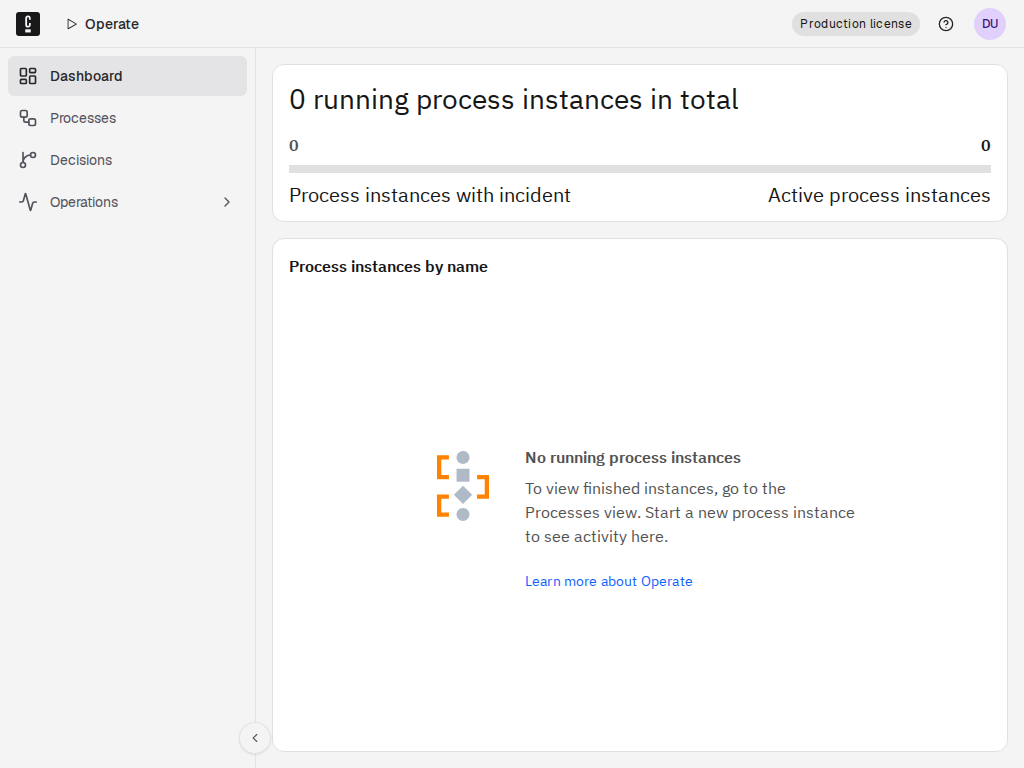 Operate
Production license
DU
Dashboard
Processes
Decisions
Operations
0 running process instances in total
0 0
Process instances with incident Active process instances
Process instances by name
No running process instances
To view finished instances, go to the
Processes view. Start a new process instance
to see activity here.
Learn more about Operate